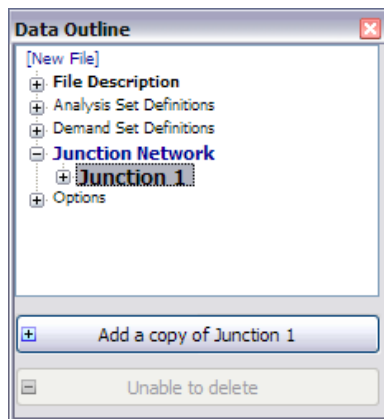 Data Outline
[New File]
File Description
Analysis Set Definitions
Demand Set Definitions
Junction Network
Junction 1
Options
Add a copy of Junction 1
Unable to delete